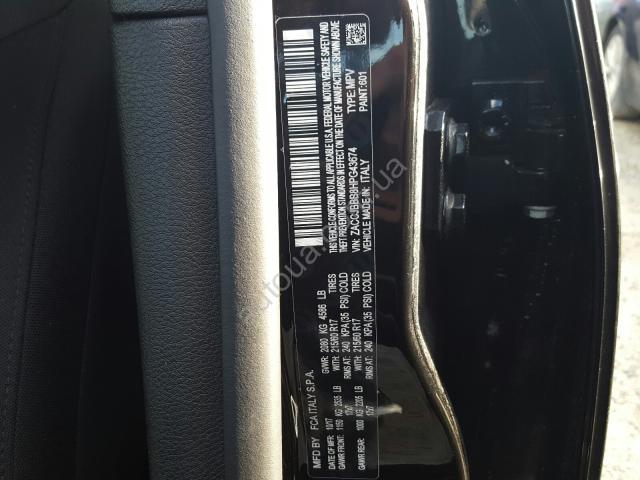 MFD BY FCA ITALY S.P.A.
DATE OF MFR: 10/17 GVWR: 2080 KG 4586 LB
GAWR FRONT: 1150 KG 2535 LB WITH: 215/60 R17 TIRES
RIMS AT: 240 KPA(35 PSI) COLD
GAWR REAR: 1000 KG 2205 LB WITH: 215/60 R17 TIRES
RIMS AT: 240 KPA(35 PSI) COLD
THIS VEHICLE CONFORMS TO ALL APPLICABLE U.S.A. FEDERAL MOTOR VEHICLE SAFETY AND
THEFT PREVENTION STANDARDS IN EFFECT ON THE DATE OF MANUFACTURE SHOWN ABOVE
VIN: TYPE: MPV
VEHICLE MADE IN: ITALY PAINT: 601